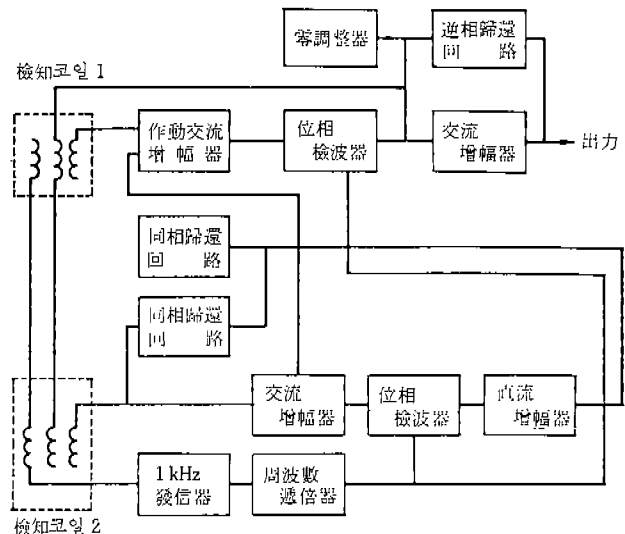 零調整器
逆相歸還
回 路
檢知코일 1
作動交流
增幅器
位相
檢波器
交流
增幅器
出力
同相歸還
回 路
同相歸還
回 路
交流
增幅器
位相
檢波器
直流
增幅器
1 kHz
發信器
周波數
遞倍器
檢知코일 2